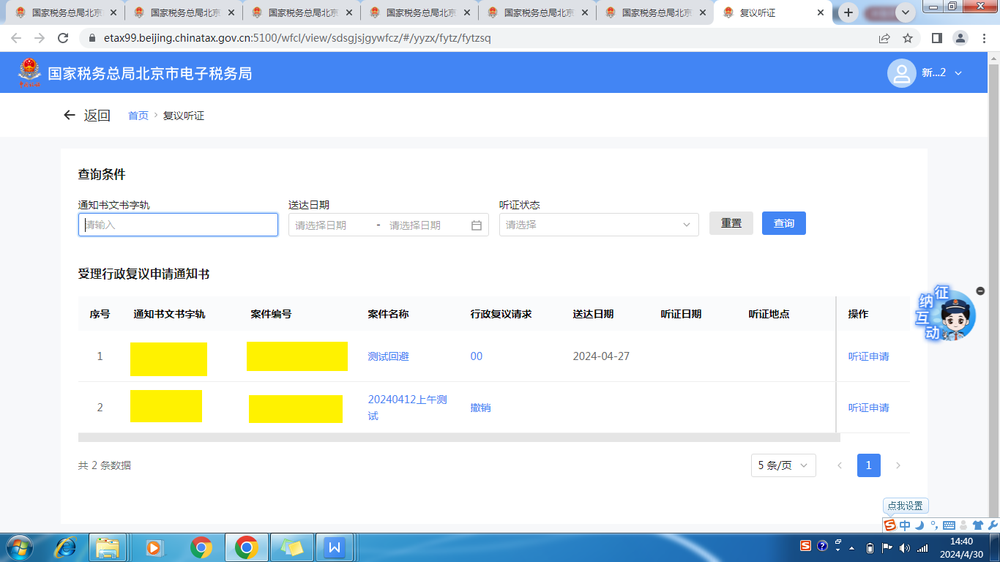 国家税务总局北京
国家税务总局北京
国家税务总局北京
国家税务总局北京
国家税务总局北京
国家税务总局北京
复议听证
etax99.beijing.chinatax.gov.cn:5100/wfcl/view/sdsgjsjgywfcz/#/yyzx/fytz/fytzsq
国家税务总局北京市电子税务局
新...2
返回 首页 > 复议听证
查询条件
通知书文书字轨 送达日期 听证状态
请输入 请选择日期 - 请选择日期 请选择 重置 查询
受理行政复议申请通知书
序号 通知书文书字轨 案件编号 案件名称 行政复议请求 送达日期 听证日期 听证地点 操作
1 测试回避 00 2024-04-27 听证申请
2 20240412上午测试 撤销 听证申请
共 2 条数据 5 条/页 < 1 >
征纳互动
点我设置
中
14:40
2024/4/30